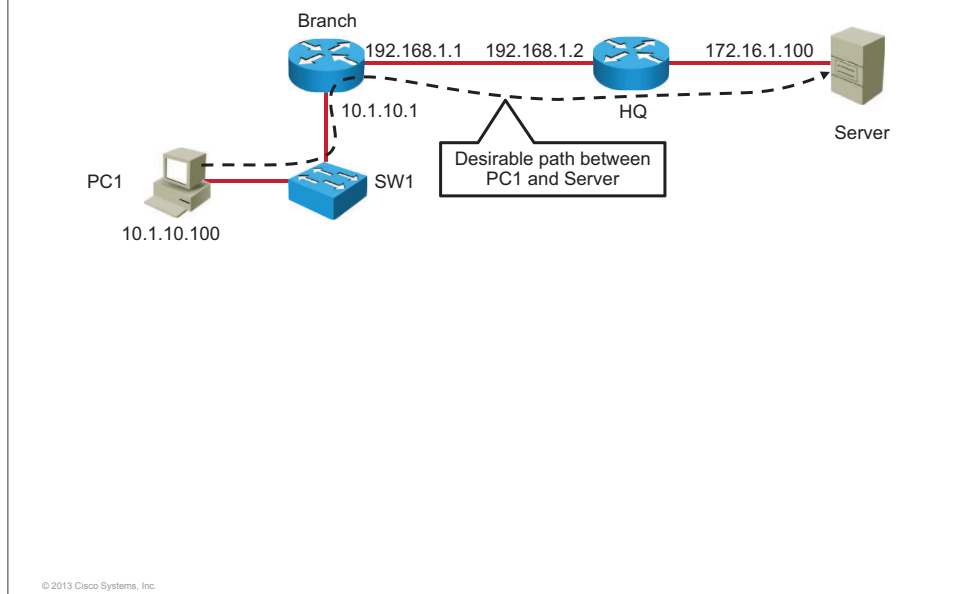 Branch
192.168.1.1
192.168.1.2
172.16.1.100
10.1.10.1
HQ
Server
Desirable path between
PC1 and Server
PC1
SW1
10.1.10.100
© 2013 Cisco Systems, Inc.